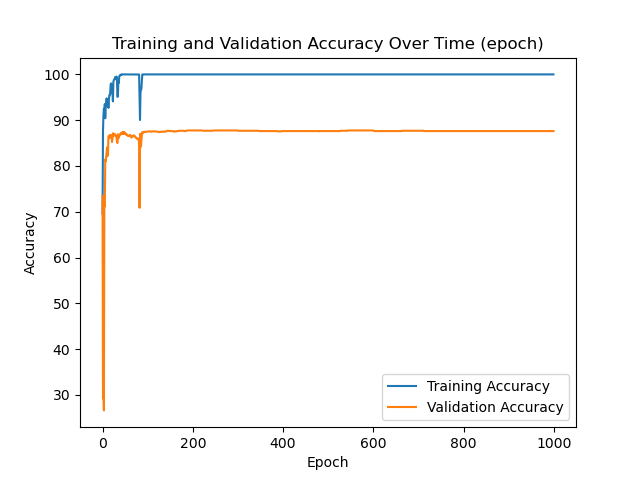 Training and Validation Accuracy Over Time (epoch)
100
90
80
70
60
50
40
30
Accuracy
0
200
400
600
800
1000
Epoch
Training Accuracy
Validation Accuracy